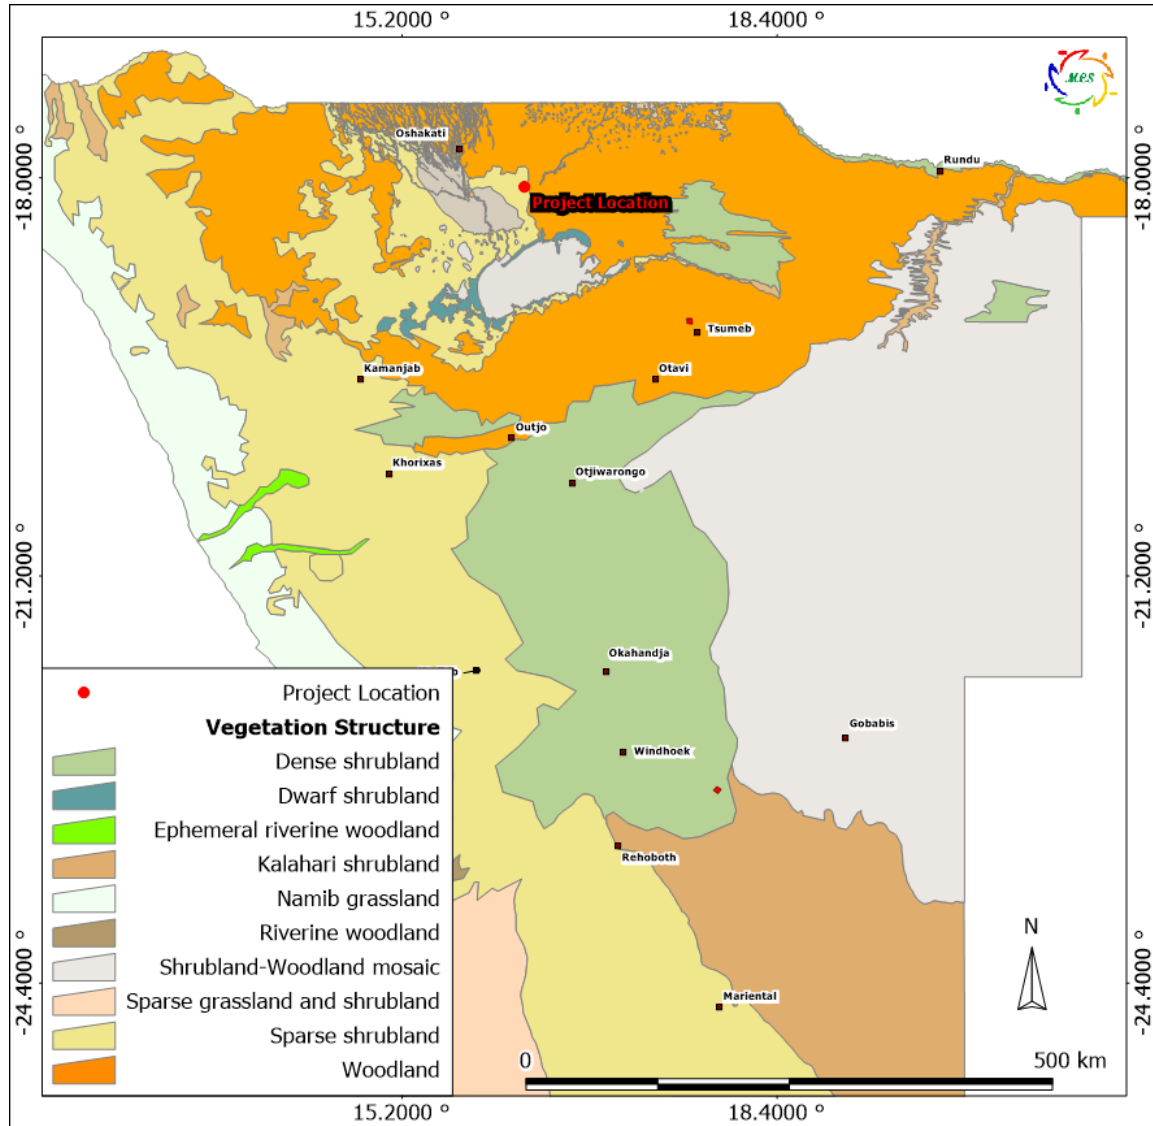 15.2000 °
18.4000 °
M.C.S
Oshakati
Rundu
-18.0000 °
-18.0000 °
Project Location
Tsumeb
Kamanjab
Otavi
Outjo
Khorixas
Otjiwarongo
-21.2000 °
-21.2000 °
Okahandja
Project Location
Vegetation Structure
Gobabis
Windhoek
Dense shrubland
Dwarf shrubland
Ephemeral riverine woodland
Rehoboth
Kalahari shrubland
Namib grassland
Riverine woodland
N
Shrubland-Woodland mosaic
-24.4000 °
-24.4000 °
Sparse grassland and shrubland
Mariental
Sparse shrubland
0
500 km
Woodland
15.2000 °
18.4000 °